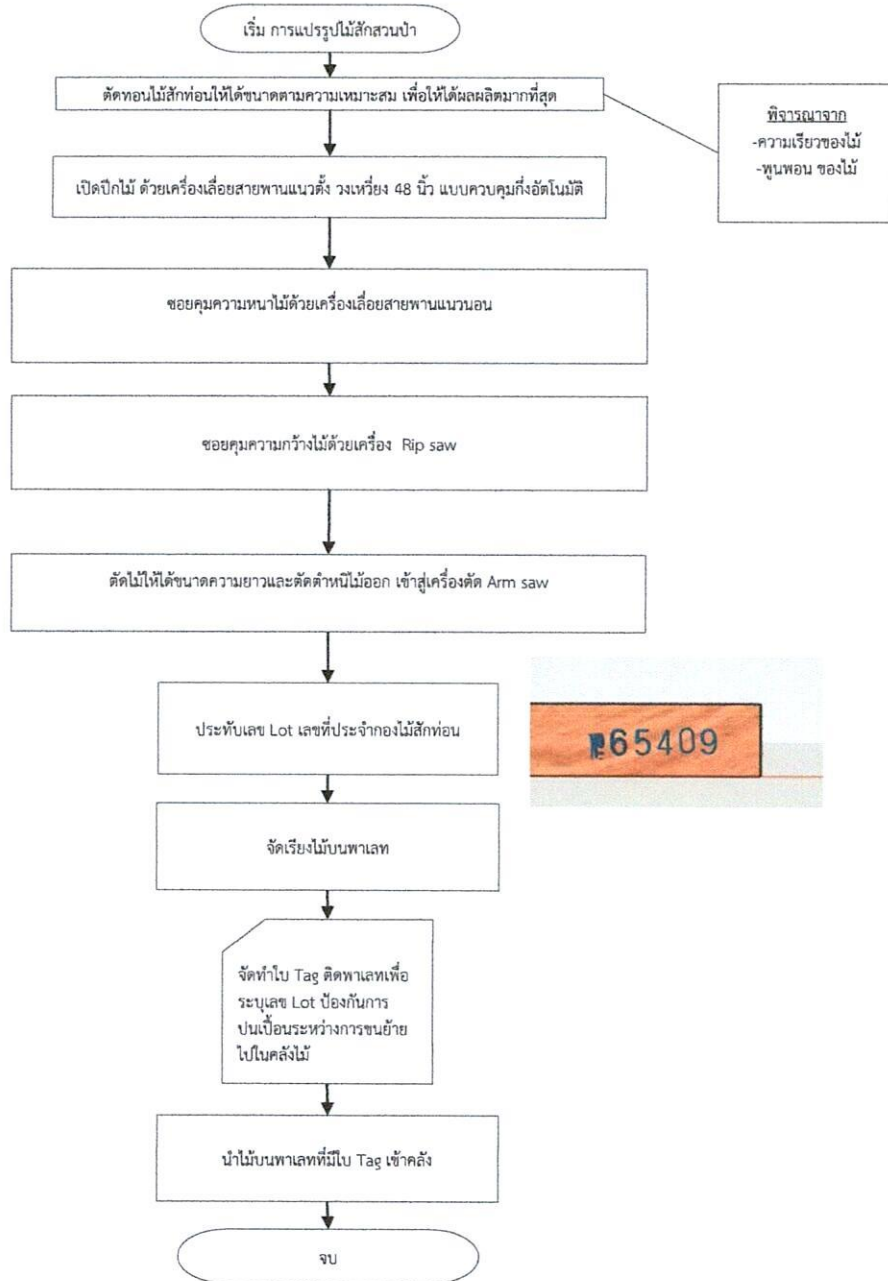 เริ่ม การแปรรูปไม้สักสวนป่า
ตัดทอนไม้สักท่อนให้ได้ขนาดตามความเหมาะสม เพื่อให้ได้ผลผลิตมากที่สุด
พิจารณาจาก
-ความเรียวของไม้
-พูนพอน ของไม้
เปิดปีกไม้ ด้วยเครื่องเลื่อยสายพานแนวตั้ง วงเหวี่ยง 48 นิ้ว แบบควบคุมกึ่งอัตโนมัติ
ซอยคุมความหนาไม้ด้วยเครื่องเลื่อยสายพานแนวนอน
ซอยคุมความกว้างไม้ด้วยเครื่อง Rip saw
ตัดไม้ให้ได้ขนาดความยาวและตัดตำหนิไม้ออก เข้าสู่เครื่องตัด Arm saw
ประทับเลข Lot เลขที่ประจำกองไม้สักท่อน
65409
จัดเรียงไม้บนพาเลท
จัดทำใบ Tag ติดพาเลทเพื่อ
ระบุเลข Lot ป้องกันการ
ปนเปื้อนระหว่างการขนย้าย
ไปในคลังไม้
นำไม้บนพาเลทที่มีใบ Tag เข้าคลัง
จบ